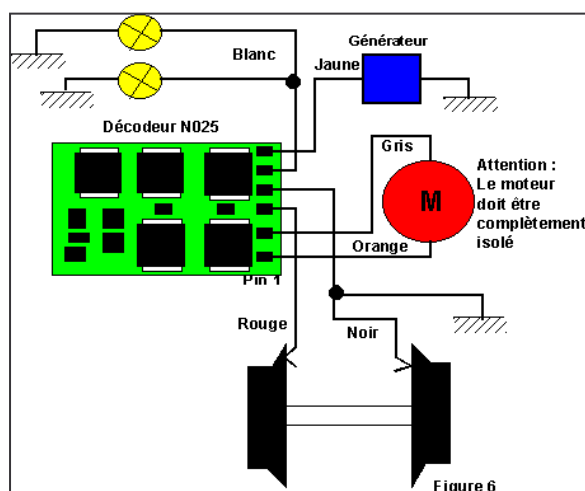 Générateur
Blanc
Jaune
Décodeur N025
Gris
Attention :
Le moteur
doit être
complètement
isolé
M
Orange
Pin 1
Rouge
Noir
Figure 6